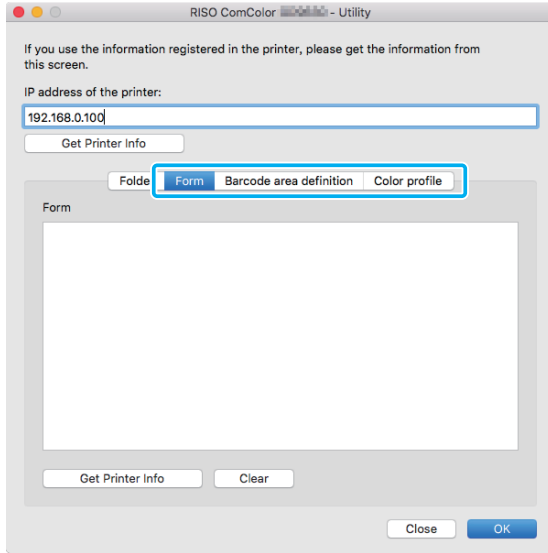 RISO ComColor - Utility
If you use the information registered in the printer, please get the information from
this screen.
IP address of the printer:
192.168.0.100
Get Printer Info
Folde Form Barcode area definition Color profile
Form
Get Printer Info Clear
Close OK